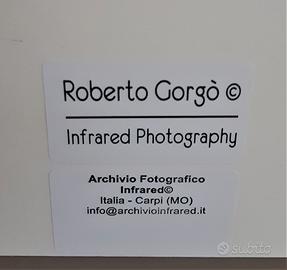 Roberto Gorgò ©
Infrared Photography
Archivio Fotografico
Infrared©
Italia - Carpi (MO)
info@archivioinfrared.it
subito